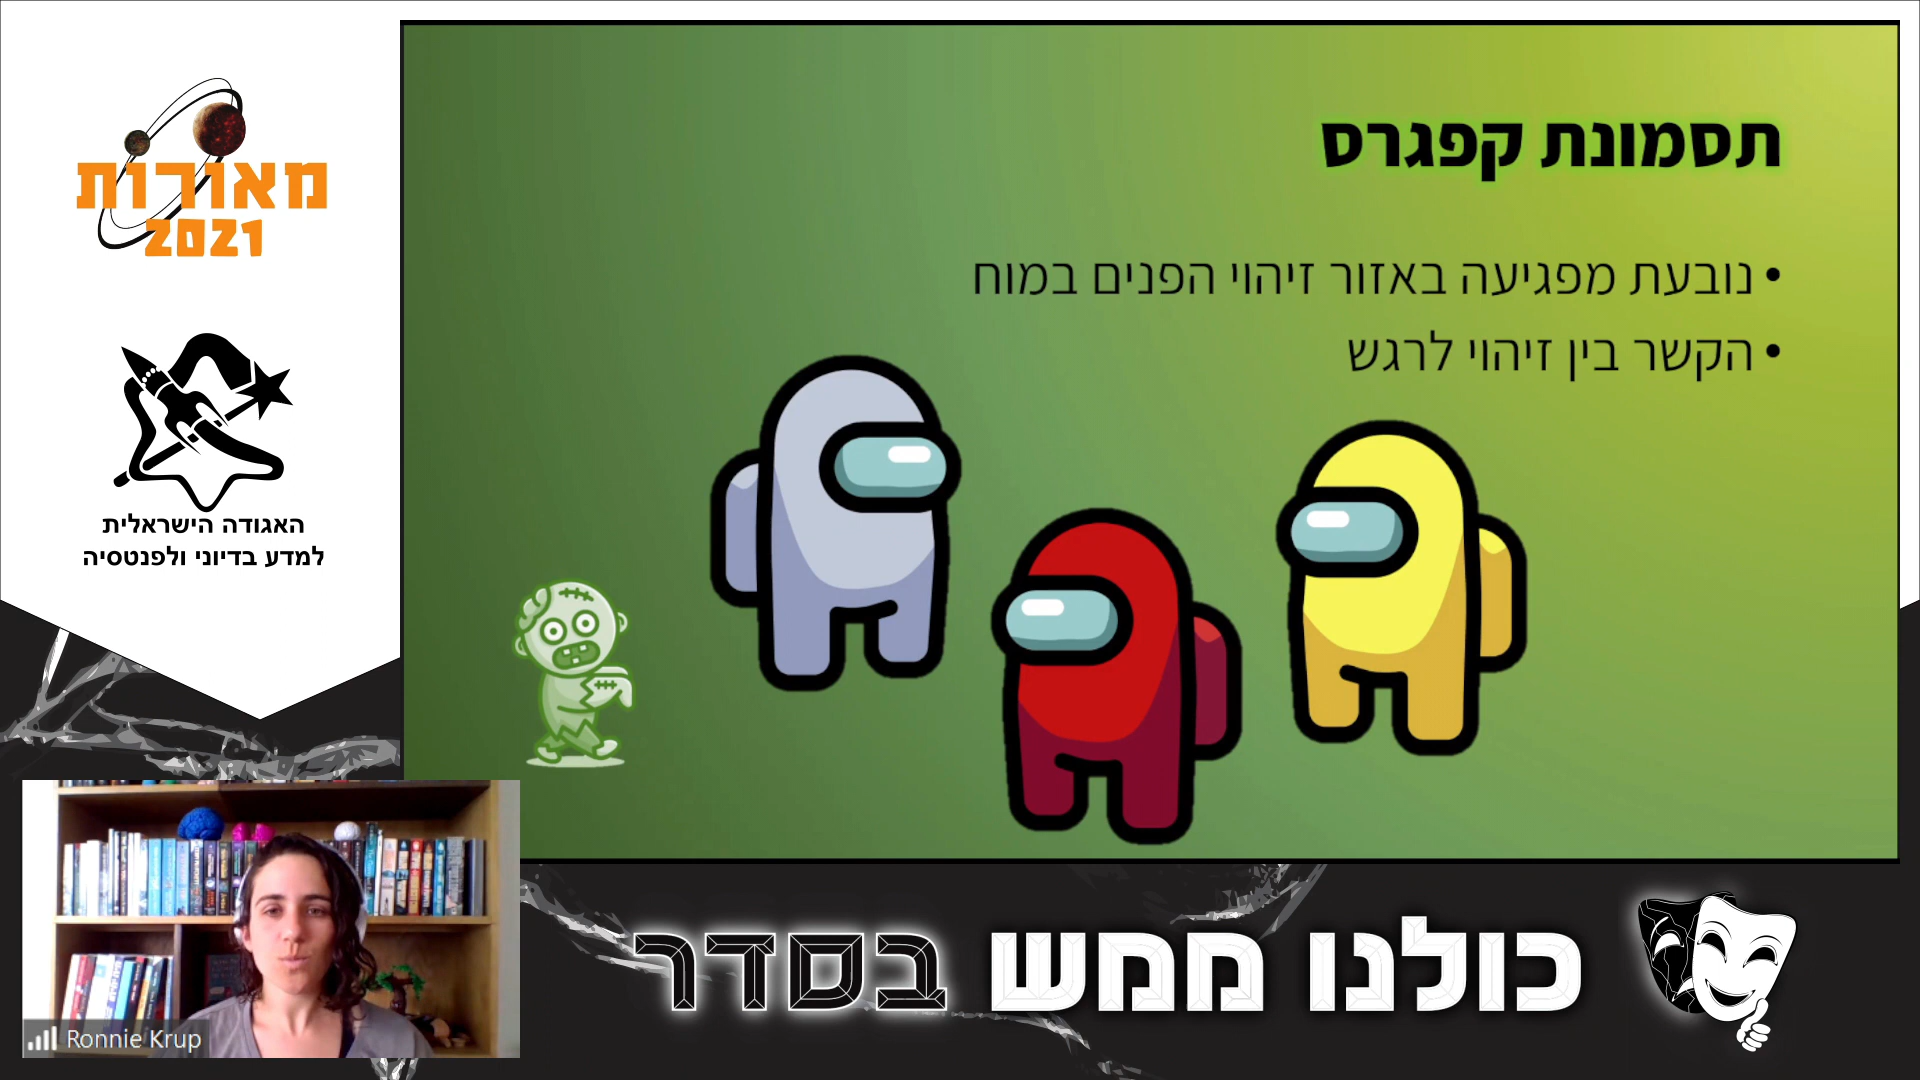 מאורות
2021
האגודה הישראלית
למדע בדיוני ולפנטסיה
תסמונת קפגרס
• נובעת מפגיעה באזור זיהוי הפנים במוח
• הקשר בין זיהוי לרגש
Ronnie Krup
כולנו ממש בסדר